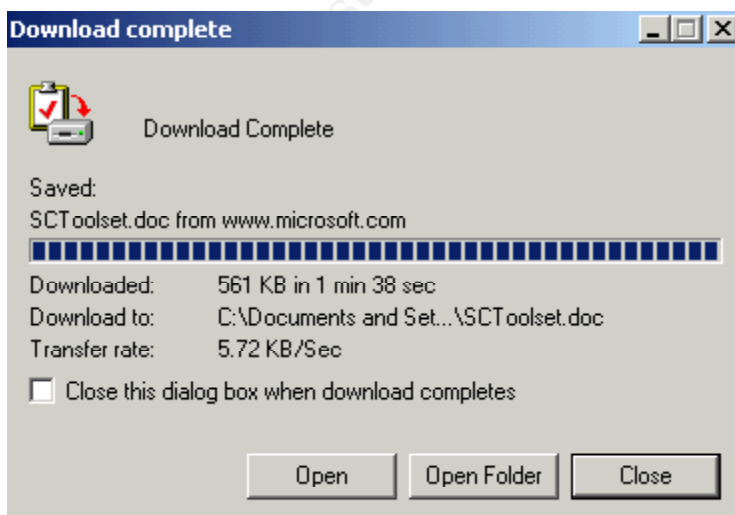 Download complete
Download Complete
Saved:
SCToolset.doc from www.microsoft.com
Downloaded: 561 KB in 1 min 38 sec
Download to: C:\Documents and Set...\SCToolset.doc
Transfer rate: 5.72 KB/Sec
Close this dialog box when download completes
Open Open Folder Close